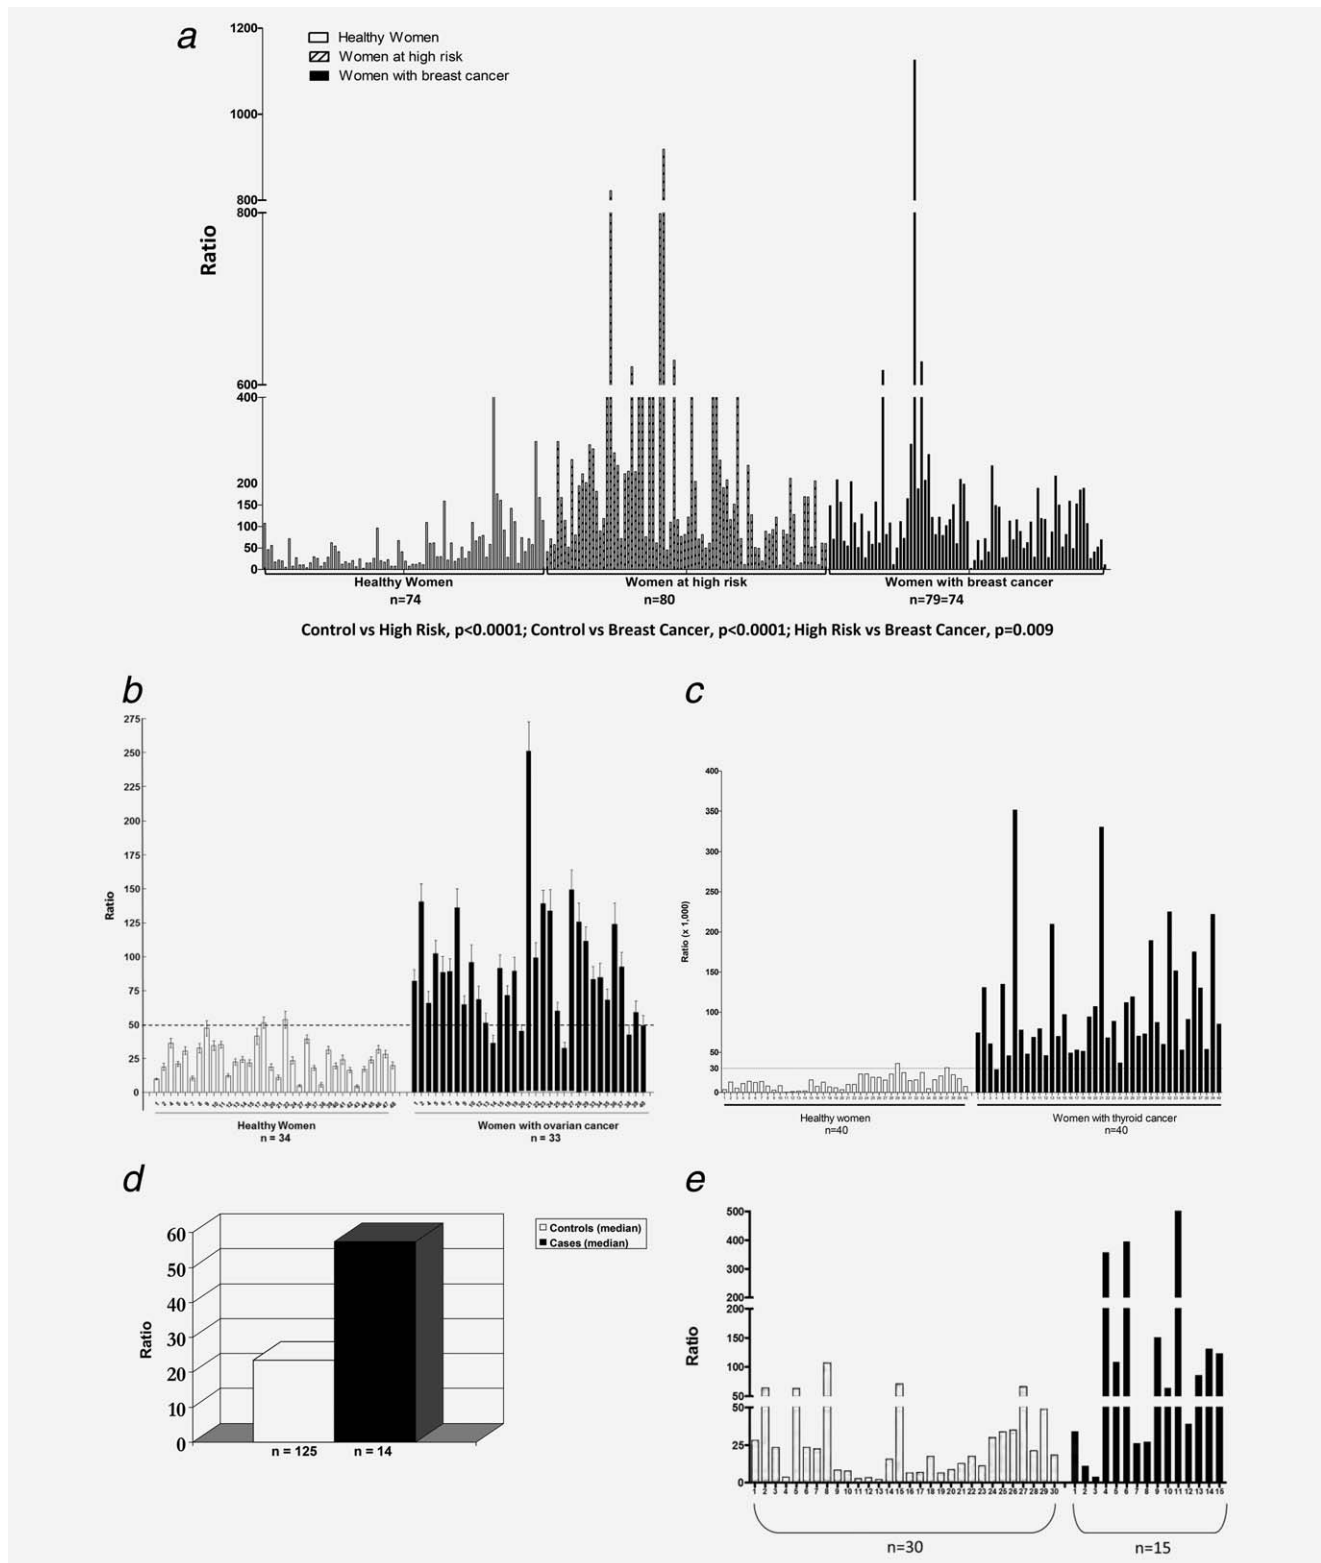 a
Healthy Women
Women at high risk
Women with breast cancer
1200
1000
800
800
600
400
200
150
100
50
0
Ratio
Healthy Women
Women at high risk
Women with breast cancer
n=74
n=80
n=79=74
Control vs High Risk, p<0.0001; Control vs Breast Cancer, p<0.0001; High Risk vs Breast Cancer, p=0.009
b
275
250
225
200
175
150
125
100
75
50
25
0
Ratio
Healthy Women
n = 34
Women with ovarian cancer
n = 33
c
400
350
300
250
200
150
100
50
30
0
Ratio (x 1,000)
Healthy women
n=40
Women with thyroid cancer
n=40
d
60
50
40
30
20
10
0
Ratio
Controls (median)
Cases (median)
n = 125
n = 14
e
500
400
300
200
200
150
100
50
50
25
0
Ratio
1 2 3 4 5 6 7 8 9 10 11 12 13 14 15 16 17 18 19 20 21 22 23 24 25 26 27 28 29 30
1 2 3 4 5 6 7 8 9 10 11 12 13 14 15
n=30
n=15